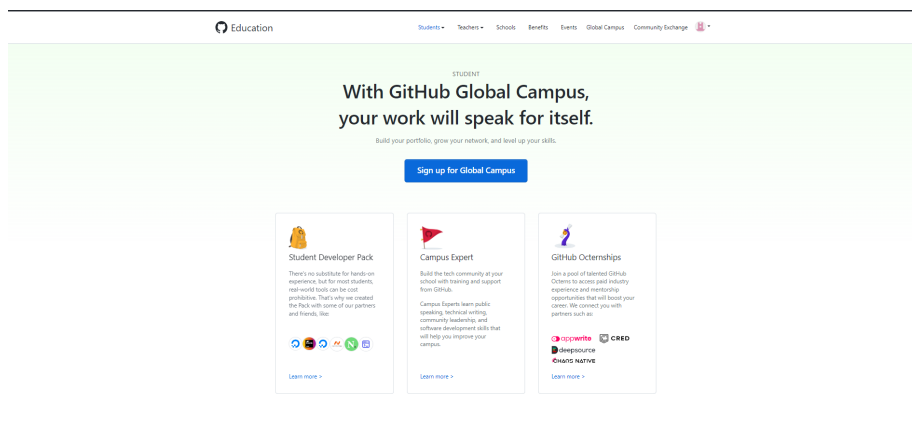 Education
Students Teachers Schools Benefits Events Global Campus Community Exchange
STUDENT
With GitHub Global Campus,
your work will speak for itself.
Build your portfolio, grow your network, and level up your skills.
Sign up for Global Campus
Student Developer Pack
There's no substitute for hands-on
experience, but for most students,
real-world tools can be cost
prohibitive. That's why we created
the Pack with some of our partners
and friends, like:
Learn more >
Campus Expert
Build the tech community at your
school with training and support
from GitHub.
Campus Experts learn public
speaking, technical writing,
community leadership, and
software development skills that
will help you improve your
campus.
Learn more >
GitHub Octernships
Join a pool of talented GitHub
Octerns to access paid industry
experience and mentorship
opportunities that will boost your
career. We connect you with
partners such as:
appwrite CRED
deepsource
CHAOS NATIVE
Learn more >